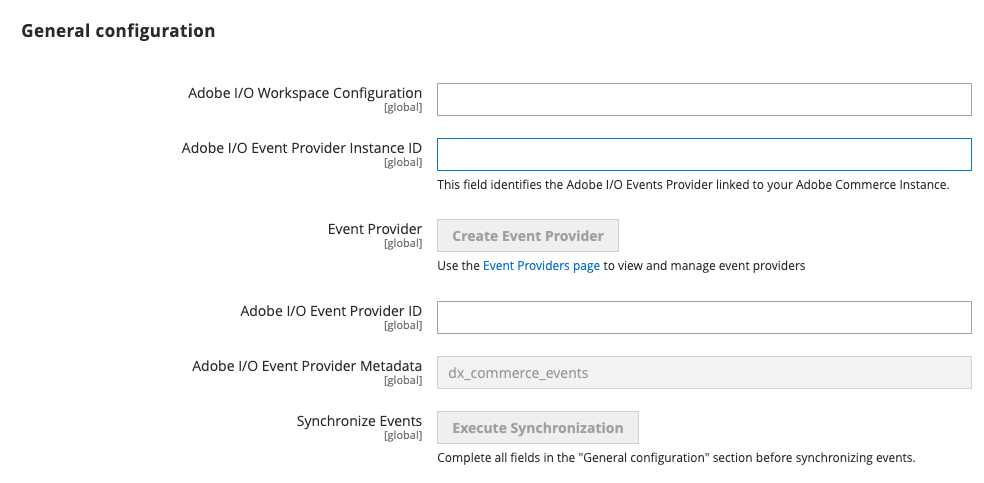 General configuration
Adobe I/O Workspace Configuration
[global]
Adobe I/O Event Provider Instance ID
[global]
This field identifies the Adobe I/O Events Provider linked to your Adobe Commerce Instance.
Event Provider
[global]
Create Event Provider
Use the Event Providers page to view and manage event providers
Adobe I/O Event Provider ID
[global]
Adobe I/O Event Provider Metadata
[global]
dx_commerce_events
Synchronize Events
[global]
Execute Synchronization
Complete all fields in the "General configuration" section before synchronizing events.